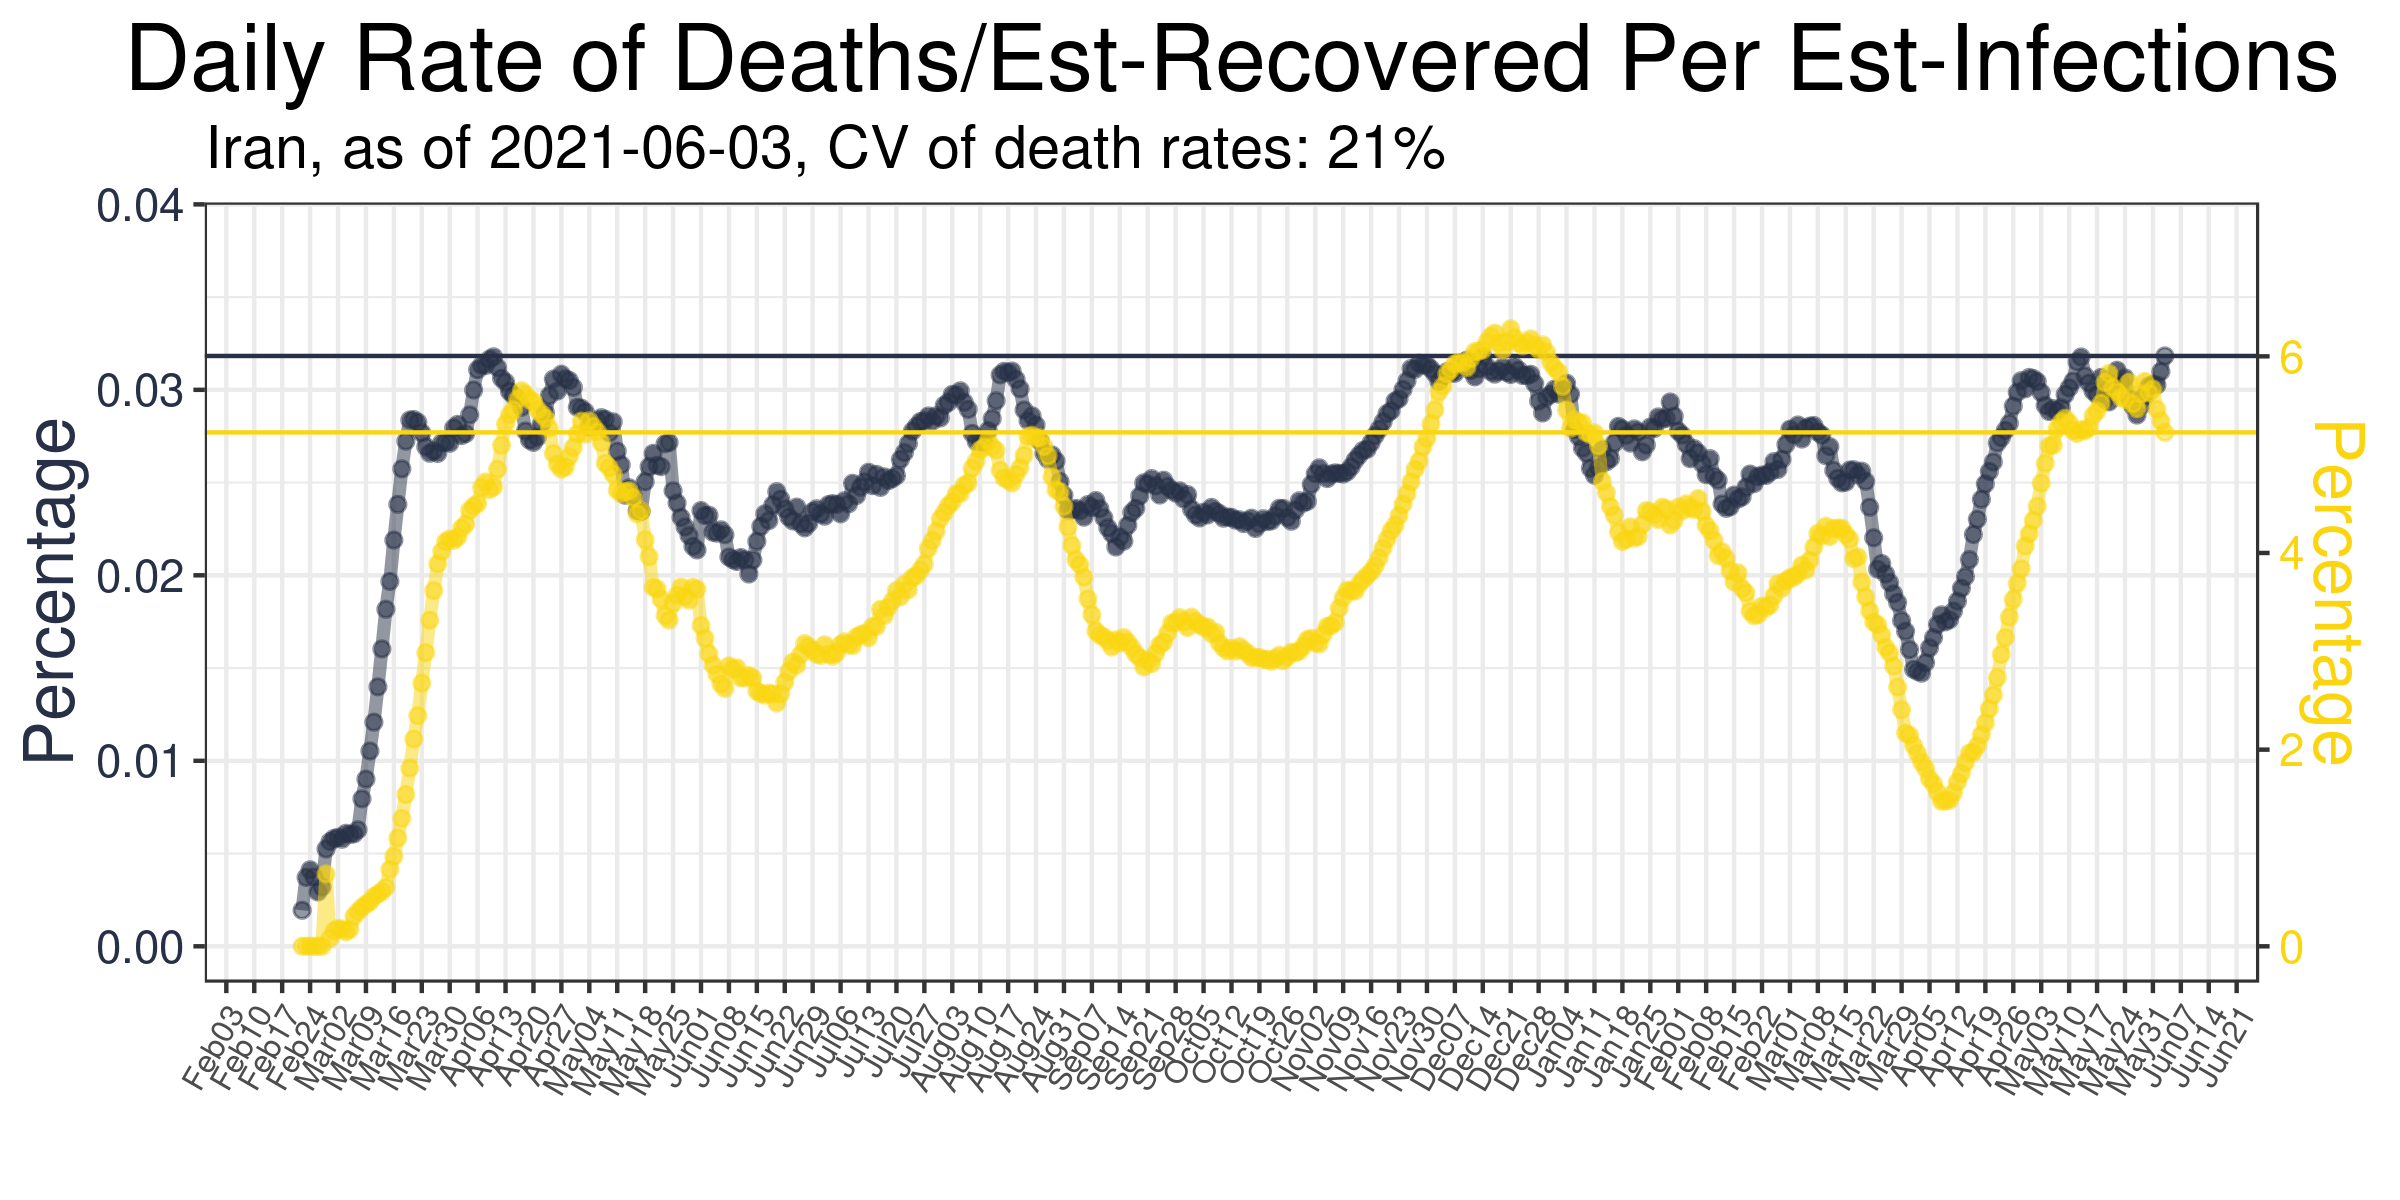 Daily Rate of Deaths/Est-Recovered Per Est-Infections
Iran, as of 2021-06-03, CV of death rates: 21%
Percentage
0.04
0.03
0.02
0.01
0.00
6
4
2
0
Percentage
Feb03
Feb10
Feb17
Feb24
Mar02
Mar09
Mar16
Mar23
Mar30
Apr06
Apr13
Apr20
Apr27
May04
May11
May18
May25
Jun01
Jun08
Jun15
Jun22
Jun29
Jul06
Jul13
Jul20
Jul27
Aug03
Aug10
Aug17
Aug24
Aug31
Sep07
Sep14
Sep21
Sep28
Oct05
Oct12
Oct19
Oct26
Nov02
Nov09
Nov16
Nov23
Nov30
Dec07
Dec14
Dec21
Dec28
Jan04
Jan11
Jan18
Jan25
Feb01
Feb08
Feb15
Feb22
Mar01
Mar08
Mar15
Mar22
Mar29
Apr05
Apr12
Apr19
Apr26
May03
May10
May17
May24
May31
Jun07
Jun14
Jun21